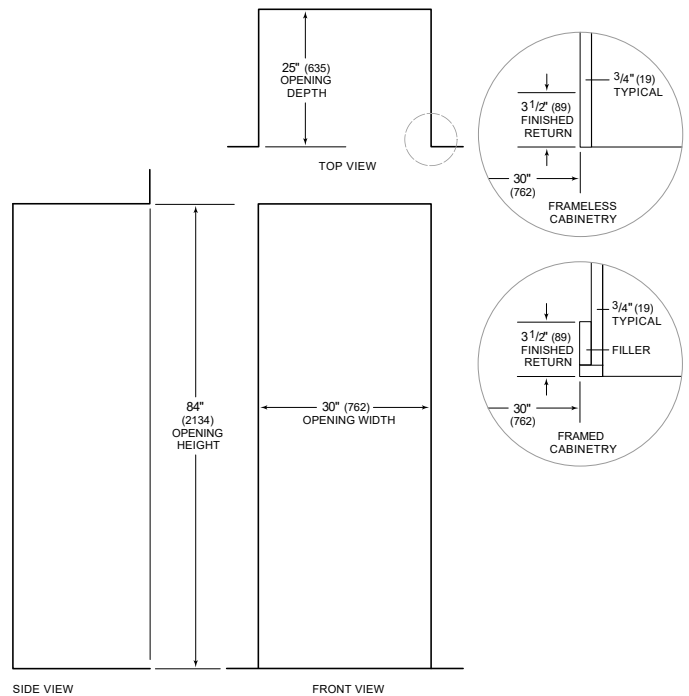 25" (635)
OPENING
DEPTH
TOP VIEW
3/4" (19)
TYPICAL
3 1/2" (89)
FINISHED
RETURN
30"
(762)
FRAMELESS
CABINETRY
3/4" (19)
TYPICAL
3 1/2" (89)
FINISHED
RETURN
FILLER
30"
(762)
FRAMED
CABINETRY
84"
(2134)
OPENING
HEIGHT
30" (762)
OPENING WIDTH
SIDE VIEW
FRONT VIEW